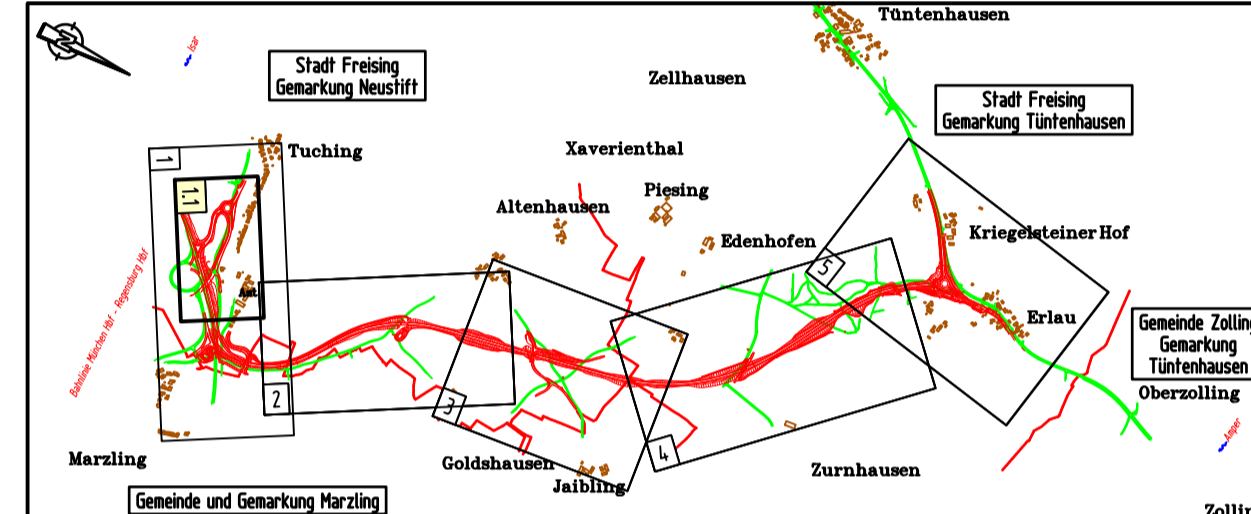 Tüntenhausen
Isar
Stadt Freising
Gemarkung Neustift
Zellhausen
Stadt Freising
Gemarkung Tüntenhausen
1
Tuching
Xaverienthal
1.1
Piesing
Altenhausen
Edenhofen
Kriegelsteiner Hof
5
Bahnlinie München Hbf - Regensburg Hbf
Erlau
Gemeinde Zolling
Gemarkung
Tüntenhausen
Oberzolling
2
3
Amper
4
Marzling
Goldshausen
Zurnhausen
Jaibling
Gemeinde und Gemarkung Marzling